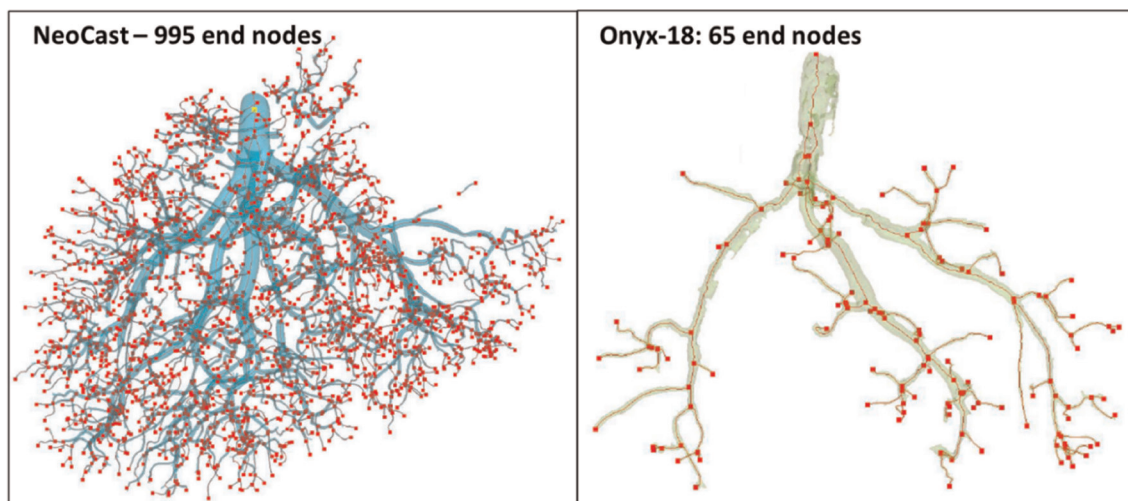 NeoCast – 995 end nodes
Onyx-18: 65 end nodes